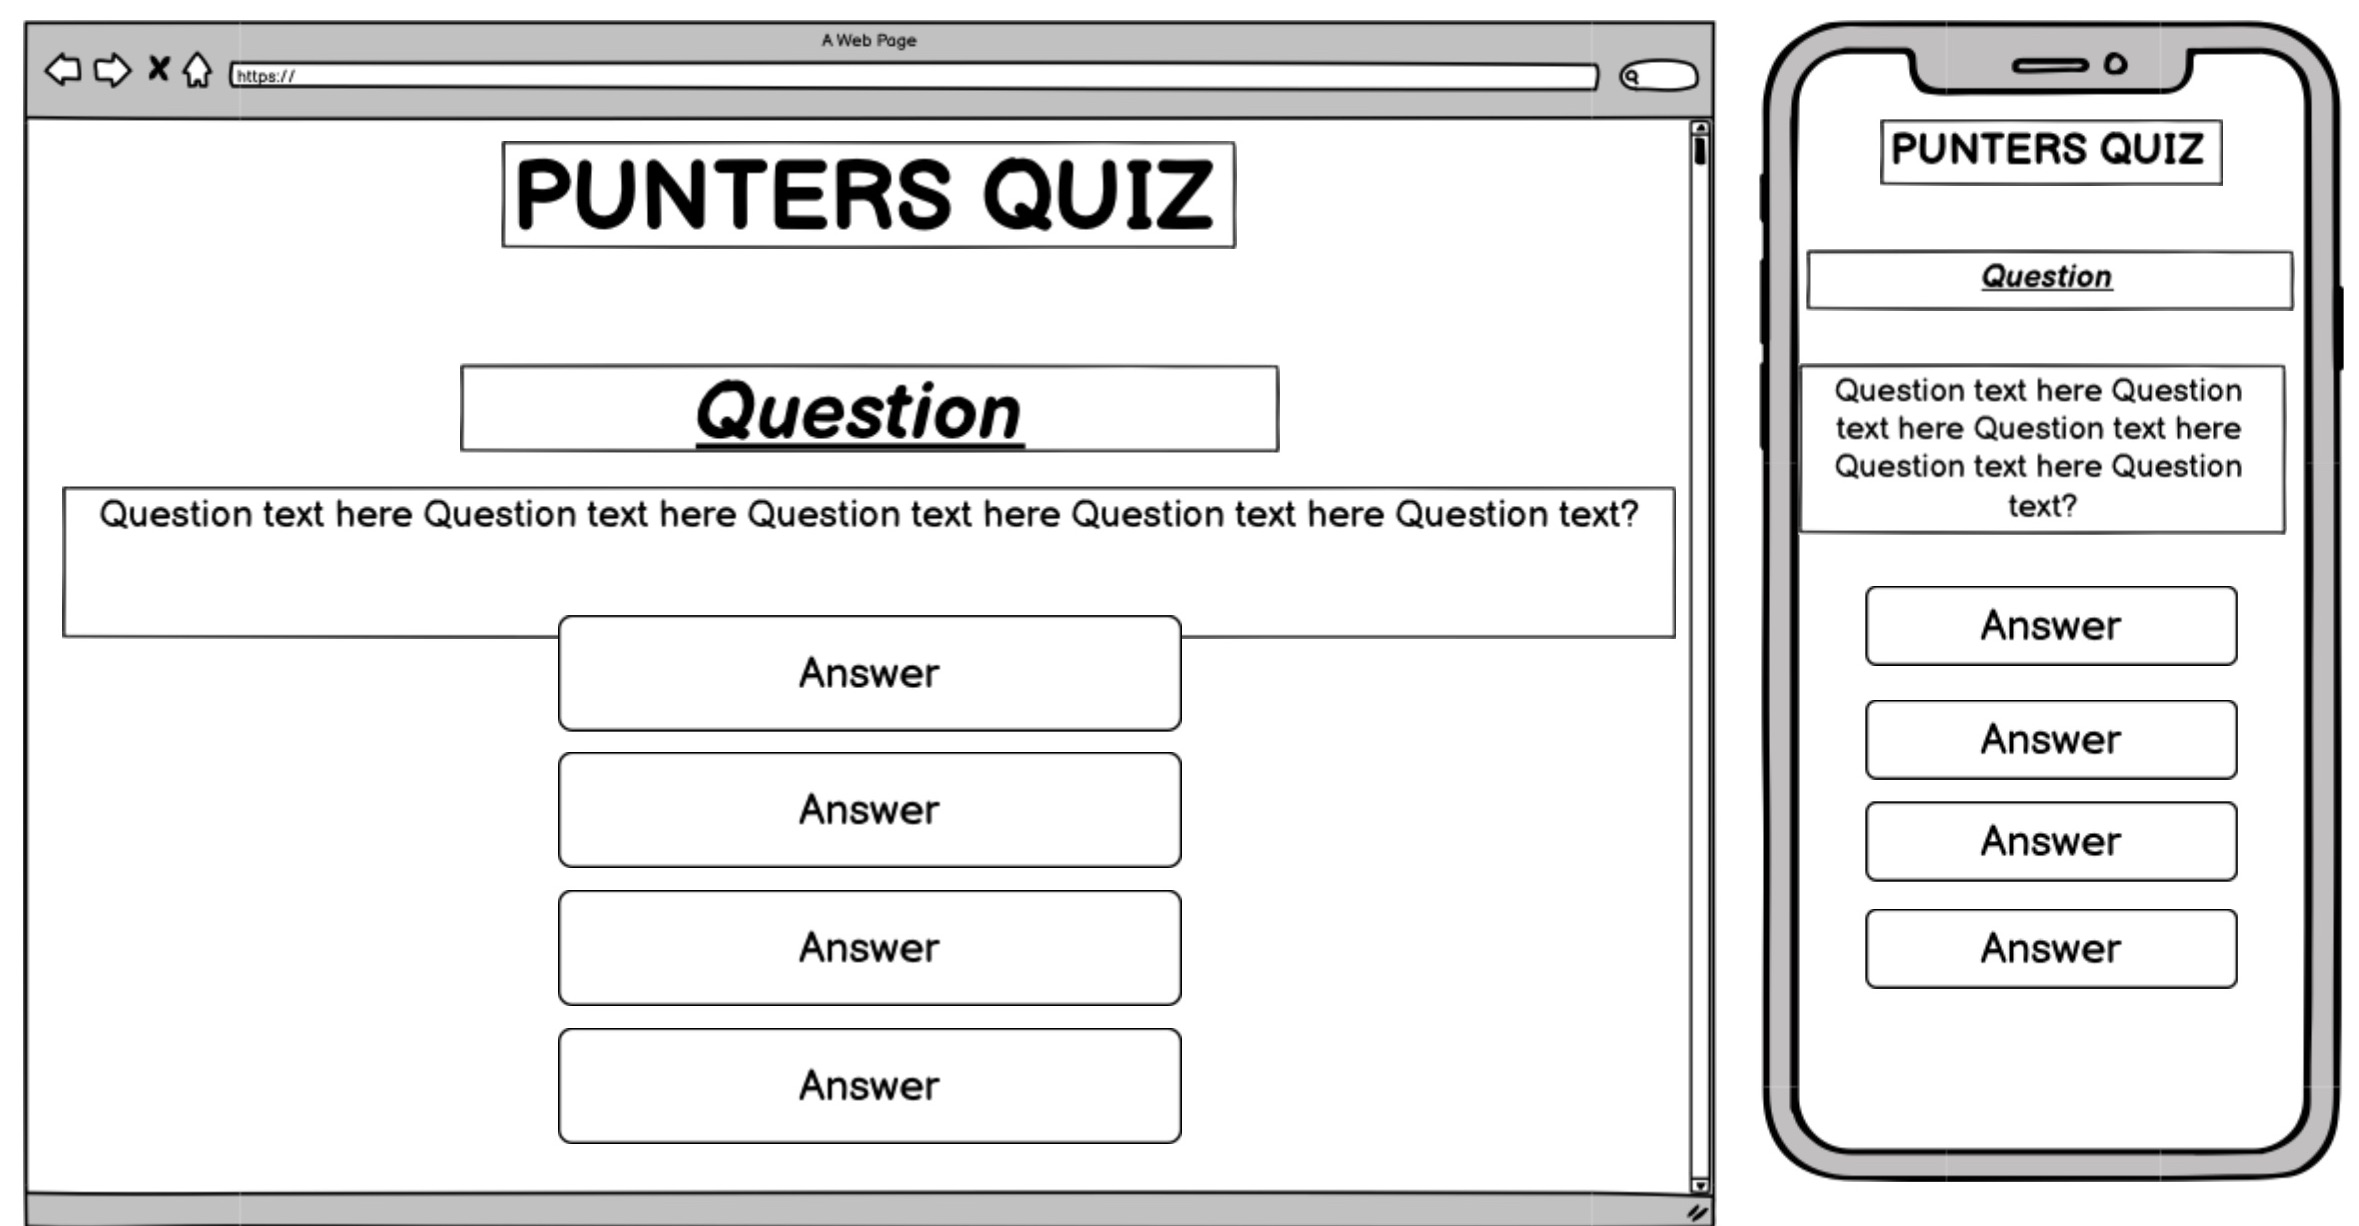 A Web Page
https://
PUNTERS QUIZ
Question
Question text here Question text here Question text here Question text here Question text?
Answer
Answer
Answer
Answer
PUNTERS QUIZ
Question
Question text here Question
text here Question text here
Question text here Question
text?
Answer
Answer
Answer
Answer